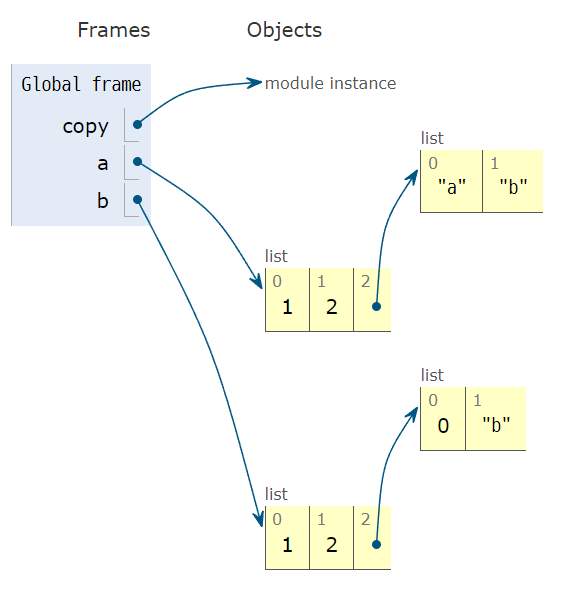 Frames Objects
Global frame
copy
a
b
module instance
list
0 1
"a" "b"
list
0 1 2
1 2
list
0 1
0 "b"
list
0 1 2
1 2